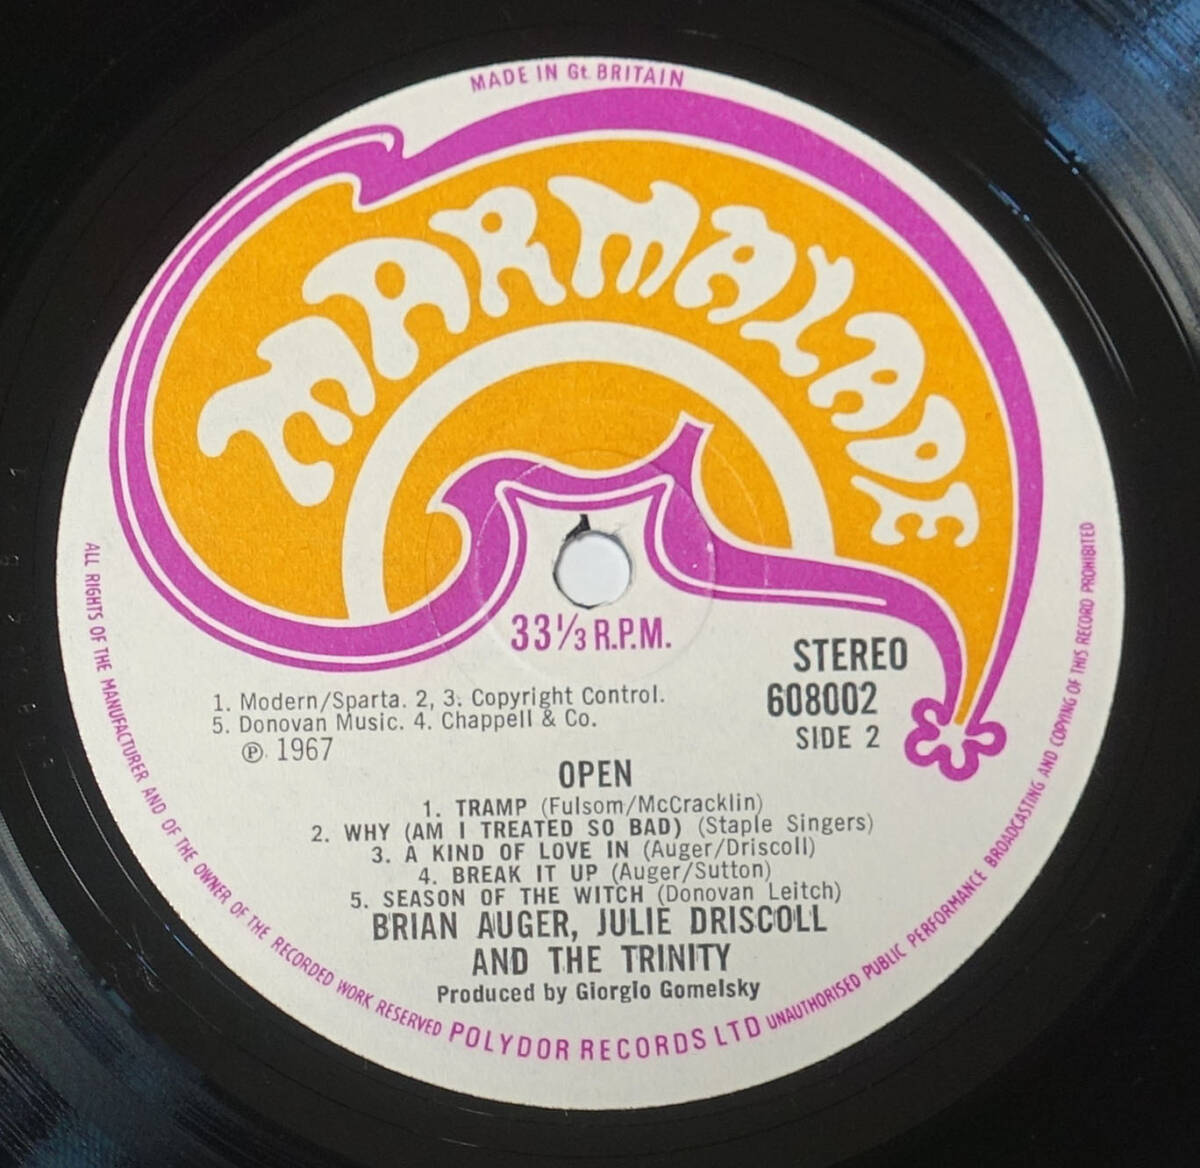 MADE IN Gt. BRITAIN
MARMALADE
33⅓ R.P.M.
STEREO
608002
SIDE 2
1. Modern/Sparta. 2, 3. Copyright Control.
5. Donovan Music. 4. Chappell & Co.
℗ 1967
OPEN
1. TRAMP (Fulsom/McCracklin)
2. WHY (AM I TREATED SO BAD) (Staple Singers)
3. A KIND OF LOVE IN (Auger/Driscoll)
4. BREAK IT UP (Auger/Sutton)
5. SEASON OF THE WITCH (Donovan Leitch)
BRIAN AUGER, JULIE DRISCOLL
AND THE TRINITY
Produced by Giorgio Gomelsky
ALL RIGHTS OF THE MANUFACTURER AND OF THE OWNER OF THE RECORDED WORK RESERVED POLYDOR RECORDS LTD UNAUTHORISED PUBLIC PERFORMANCE BROADCASTING AND COPYING OF THIS RECORD PROHIBITED